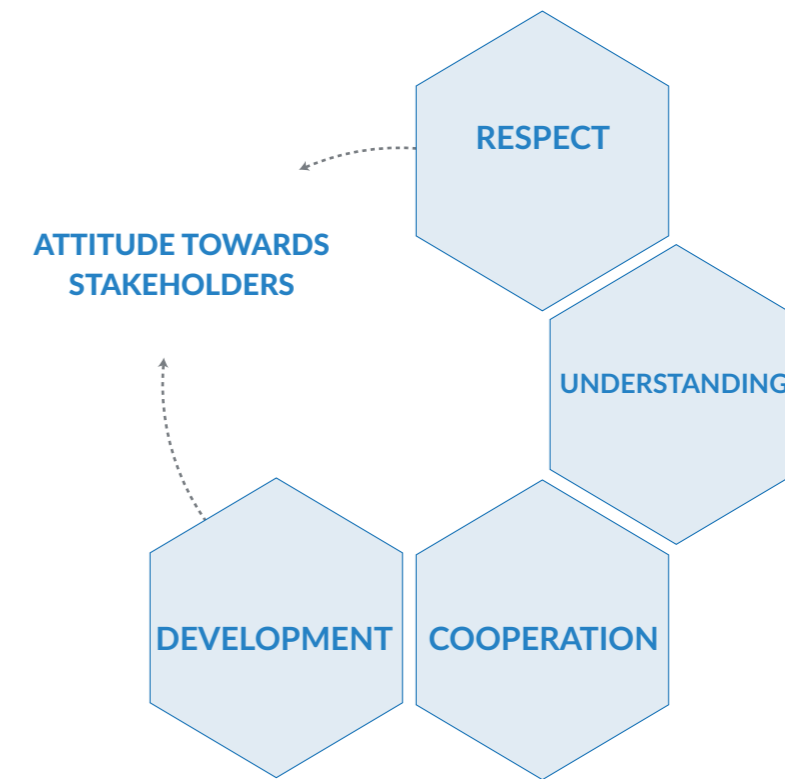 RESPECT
ATTITUDE TOWARDS
STAKEHOLDERS
UNDERSTANDING
DEVELOPMENT
COOPERATION